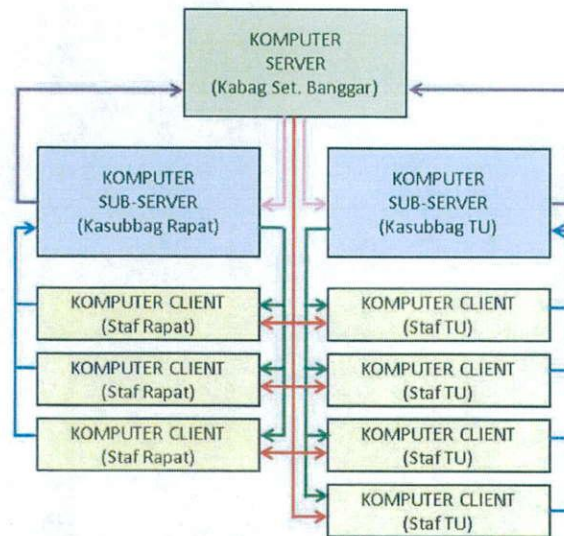 KOMPUTER
SERVER
(Kabag Set. Banggar)
KOMPUTER
SUB-SERVER
(Kasubbag Rapat)
KOMPUTER
SUB-SERVER
(Kasubbag TU)
KOMPUTER CLIENT
(Staf Rapat)
KOMPUTER CLIENT
(Staf TU)
KOMPUTER CLIENT
(Staf Rapat)
KOMPUTER CLIENT
(Staf TU)
KOMPUTER CLIENT
(Staf Rapat)
KOMPUTER CLIENT
(Staf TU)
KOMPUTER CLIENT
(Staf TU)